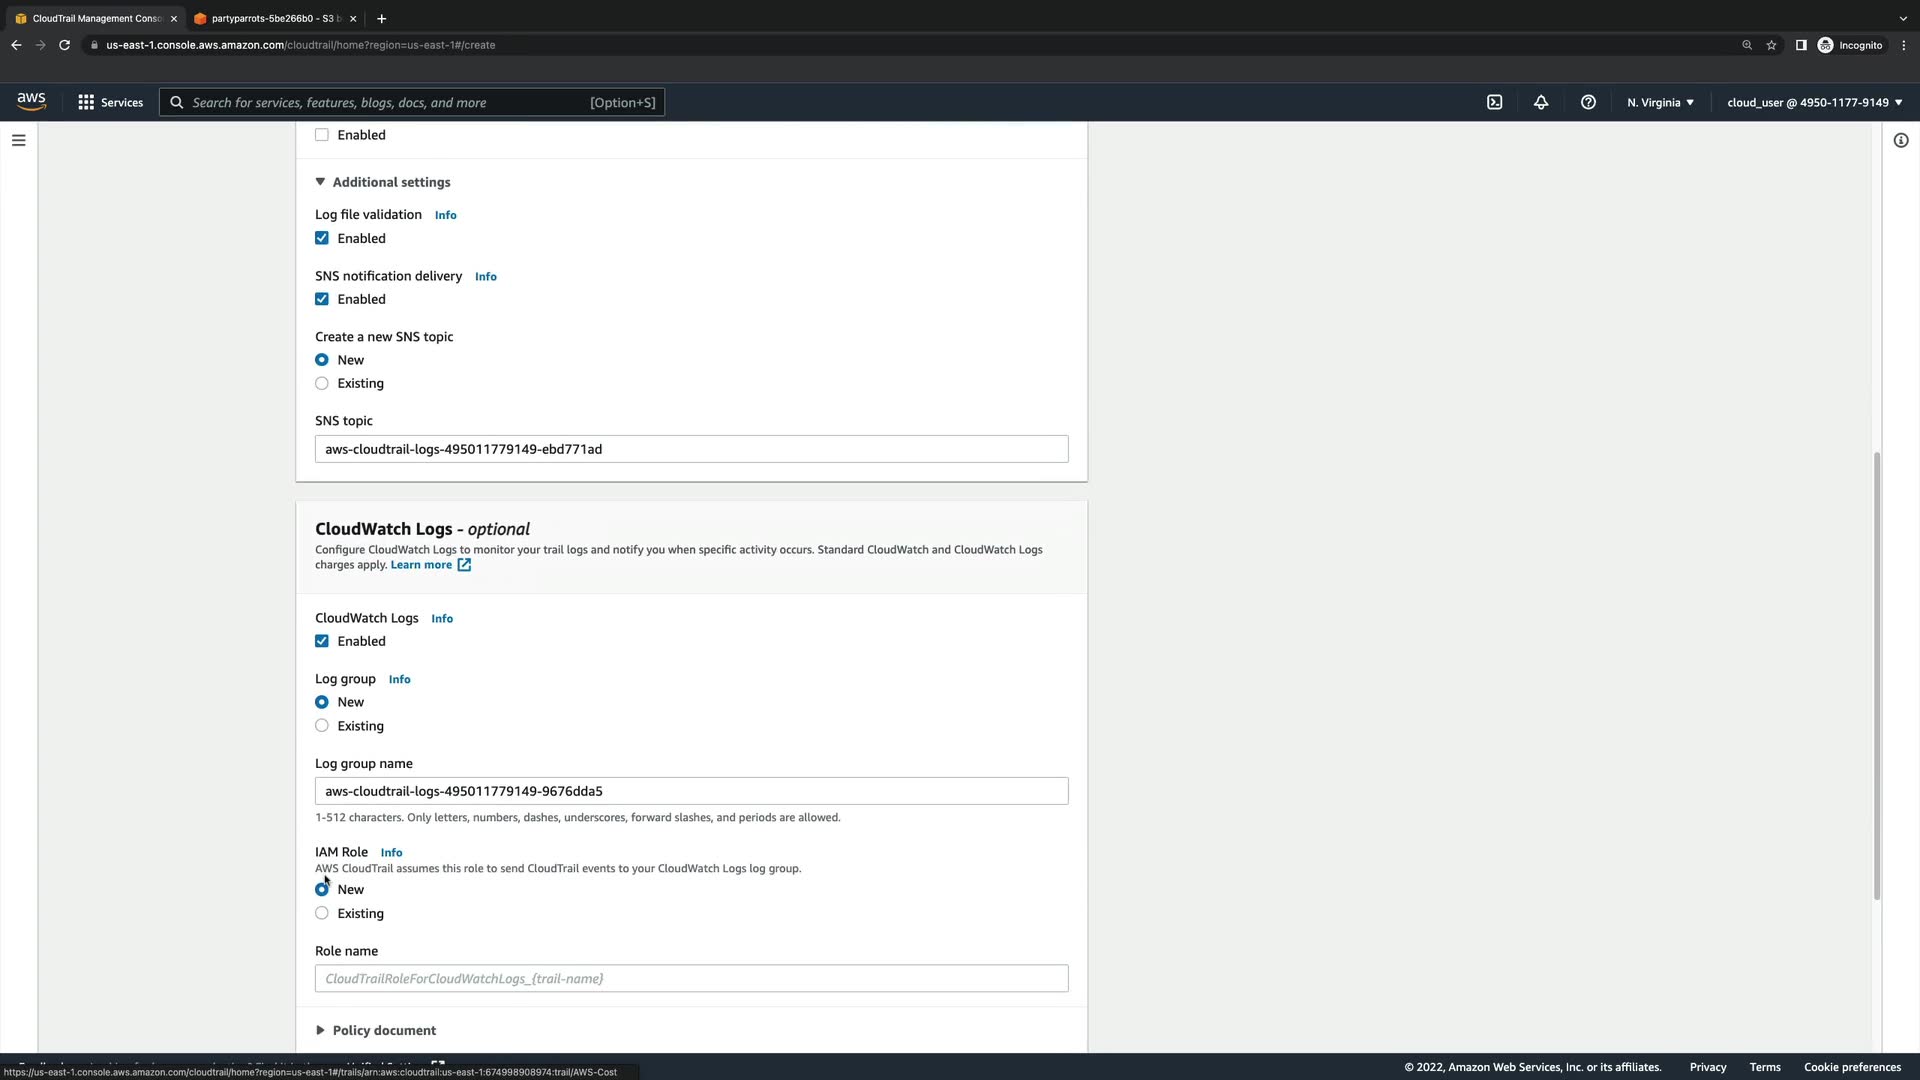 CloudTrail Management Conso
partyparrots-5be266b0 - S3 b
us-east-1.console.aws.amazon.com/cloudtrail/home?region=us-east-1#/create
Incognito
aws
Services
Search for services, features, blogs, docs, and more
[Option+S]
N. Virginia
cloud_user @ 4950-1177-9149
Enabled
Additional settings
Log file validation Info
Enabled
SNS notification delivery Info
Enabled
Create a new SNS topic
New
Existing
SNS topic
aws-cloudtrail-logs-495011779149-ebd771ad
CloudWatch Logs - optional
Configure CloudWatch Logs to monitor your trail logs and notify you when specific activity occurs. Standard CloudWatch and CloudWatch Logs
charges apply. Learn more
CloudWatch Logs Info
Enabled
Log group Info
New
Existing
Log group name
aws-cloudtrail-logs-495011779149-9676dda5
1-512 characters. Only letters, numbers, dashes, underscores, forward slashes, and periods are allowed.
IAM Role Info
AWS CloudTrail assumes this role to send CloudTrail events to your CloudWatch Logs log group.
New
Existing
Role name
CloudTrailRoleForCloudWatchLogs_{trail-name}
Policy document
https://us-east-1.console.aws.amazon.com/cloudtrail/home?region=us-east-1#/trails/arn:aws:cloudtrail:us-east-1:674998908974:trail/AWS-Cost
© 2022, Amazon Web Services, Inc. or its affiliates.
Privacy
Terms
Cookie preferences